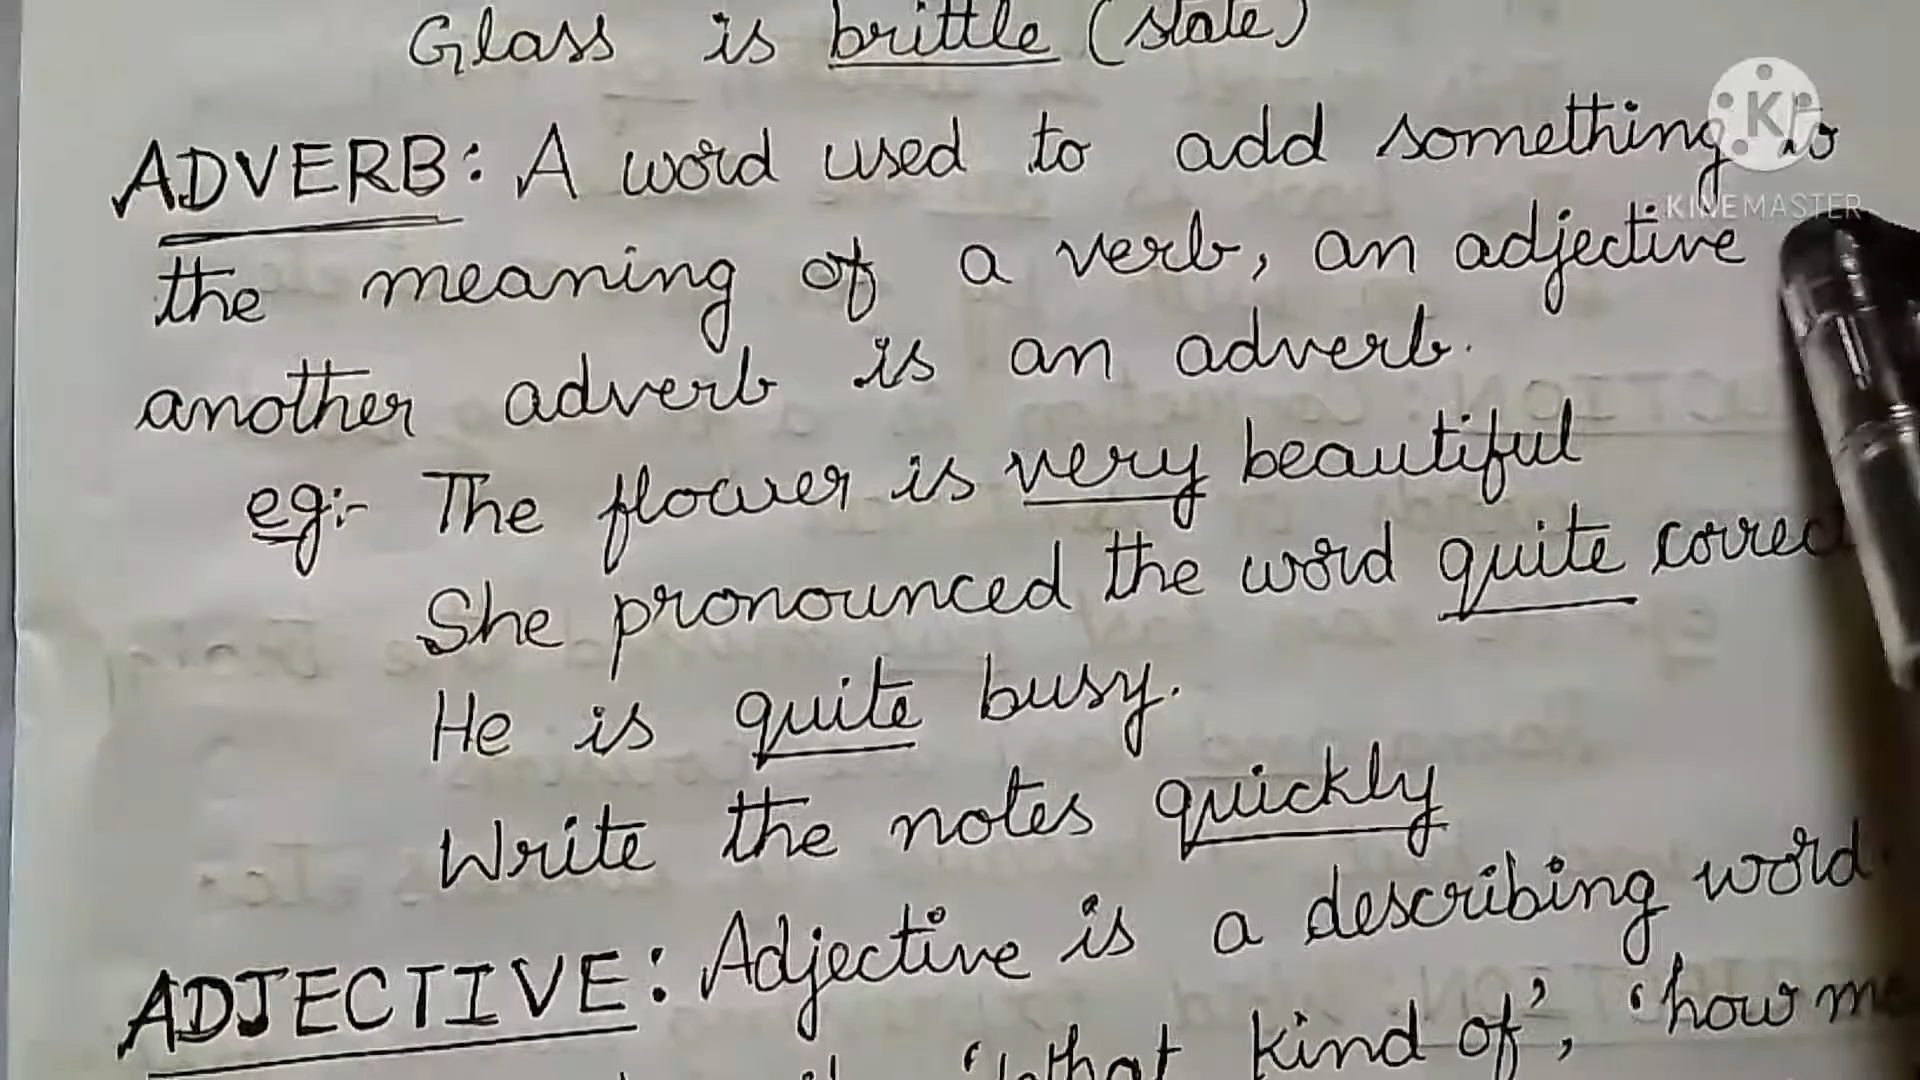 Glass is brittle (state)
ADVERB: A word used to add something to
KINEMASTER
the meaning of a verb, an adjective
another adverb is an adverb.
eg:- The flower is very beautiful
She pronounced the word quite correc
He is quite busy.
Write the notes quickly
ADJECTIVE: Adjective is a describing word.
'What kind of', 'how m